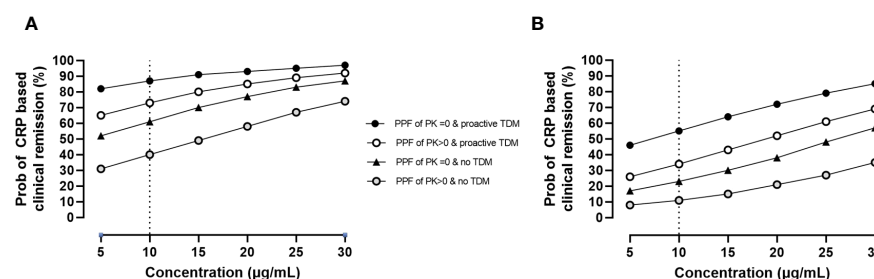 A
Prob of CRP based
clinical remission (%)
100
90
80
70
60
50
40
30
20
10
0
5 10 15 20 25 30
Concentration (µg/mL)
PPF of PK =0 & proactive TDM
PPF of PK>0 & proactive TDM
PPF of PK =0 & no TDM
PPF of PK>0 & no TDM
B
Prob of CRP based
clinical remission (%)
100
90
80
70
60
50
40
30
20
10
0
5 10 15 20 25
Concentration (µg/mL)